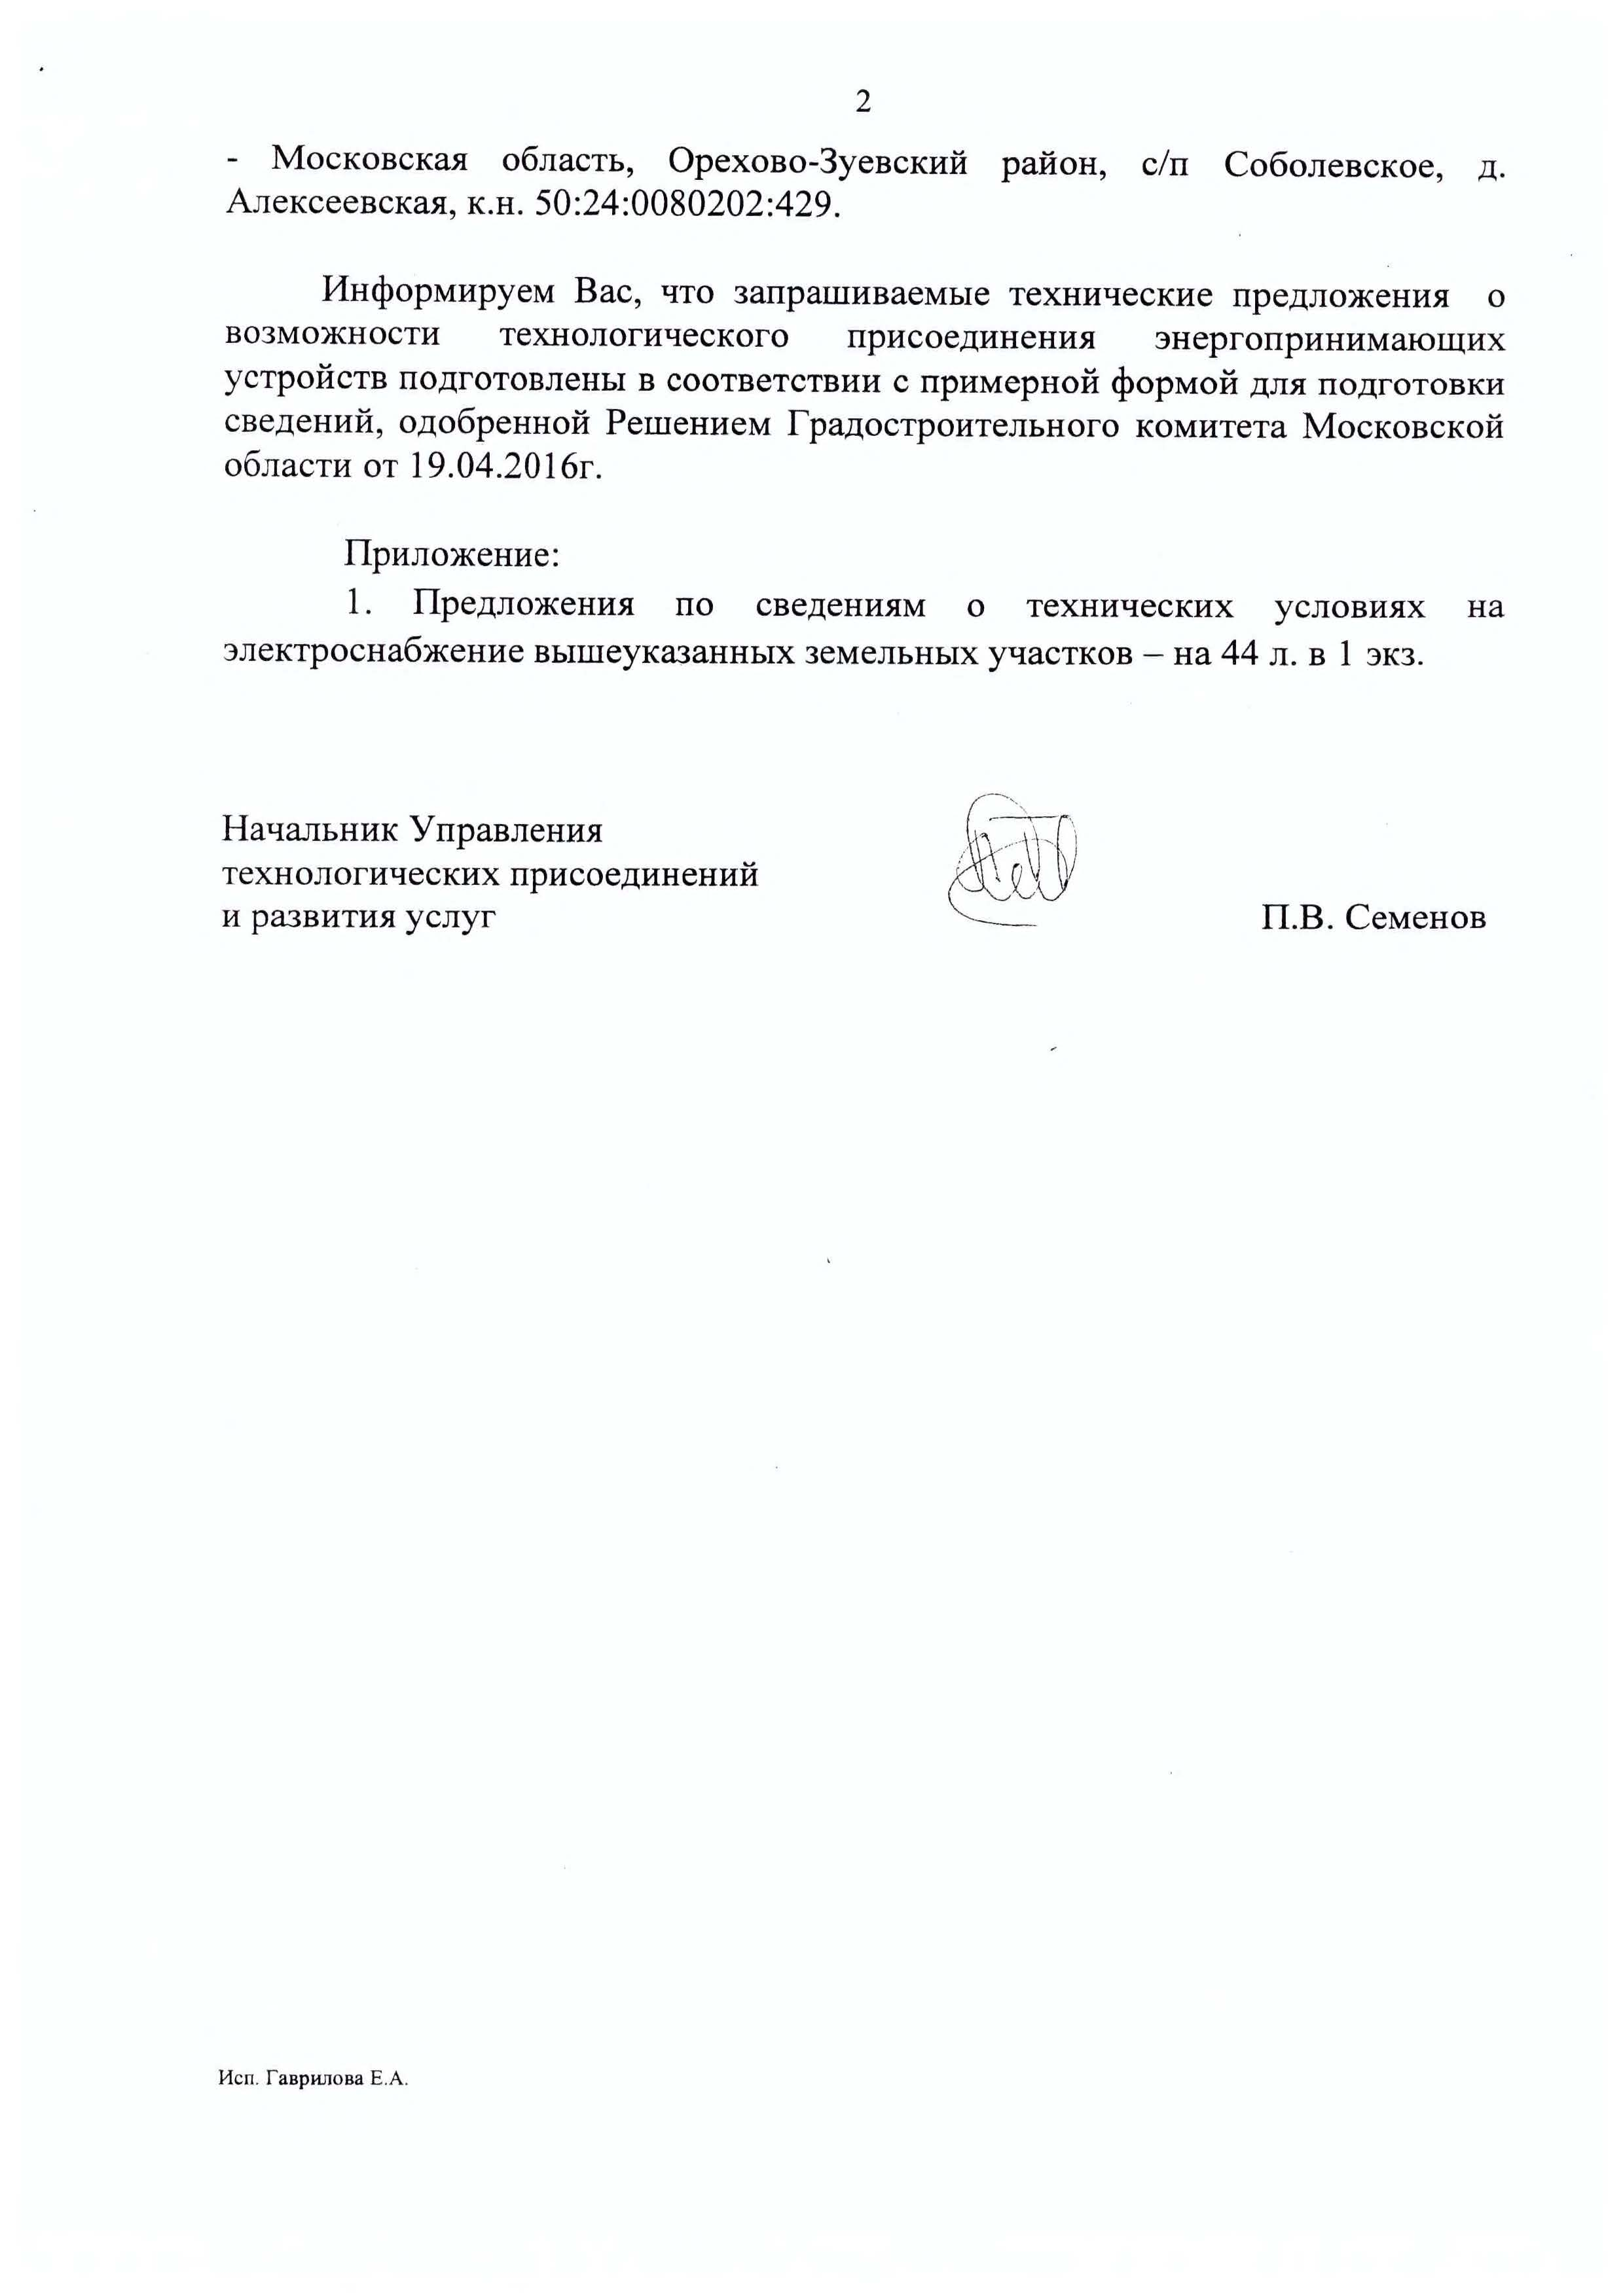 2
- Московская область, Орехово-Зуевский район, с/п Соболевское, д.
Алексеевская, к.н. 50:24:0080202:429.
Информируем Вас, что запрашиваемые технические предложения о
возможности технологического присоединения энергопринимающих
устройств подготовлены в соответствии с примерной формой для подготовки
сведений, одобренной Решением Градостроительного комитета Московской
области от 19.04.2016г.
Приложение:
1. Предложения по сведениям о технических условиях на
электроснабжение вышеуказанных земельных участков – на 44 л. в 1 экз.
Начальник Управления
технологических присоединений
и развития услуг
П.В. Семенов
Исп. Гаврилова Е.А.